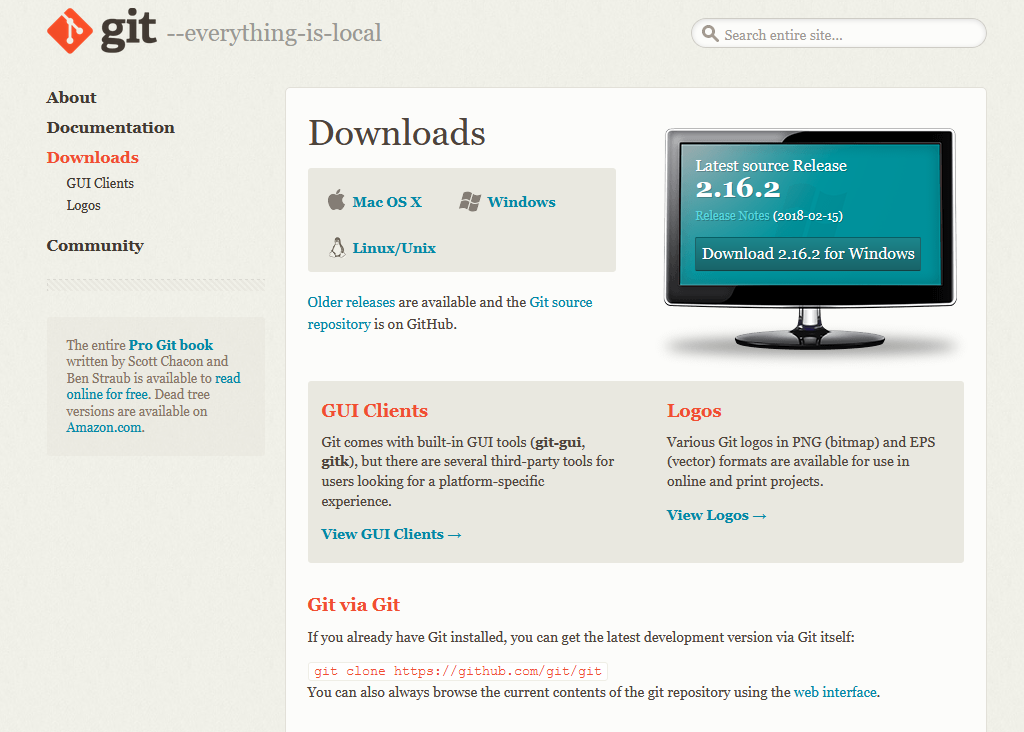 git --everything-is-local
Search entire site...
About
Documentation
Downloads
GUI Clients
Logos
Community
The entire Pro Git book
written by Scott Chacon and
Ben Straub is available to read
online for free. Dead tree
versions are available on
Amazon.com.
Downloads
Mac OS X
Windows
Linux/Unix
Older releases are available and the Git source
repository is on GitHub.
Latest source Release
2.16.2
Release Notes (2018-02-15)
Download 2.16.2 for Windows
GUI Clients
Git comes with built-in GUI tools (git-gui,
gitk), but there are several third-party tools for
users looking for a platform-specific
experience.
View GUI Clients →
Logos
Various Git logos in PNG (bitmap) and EPS
(vector) formats are available for use in
online and print projects.
View Logos →
Git via Git
If you already have Git installed, you can get the latest development version via Git itself:
git clone https://github.com/git/git
You can also always browse the current contents of the git repository using the web interface.